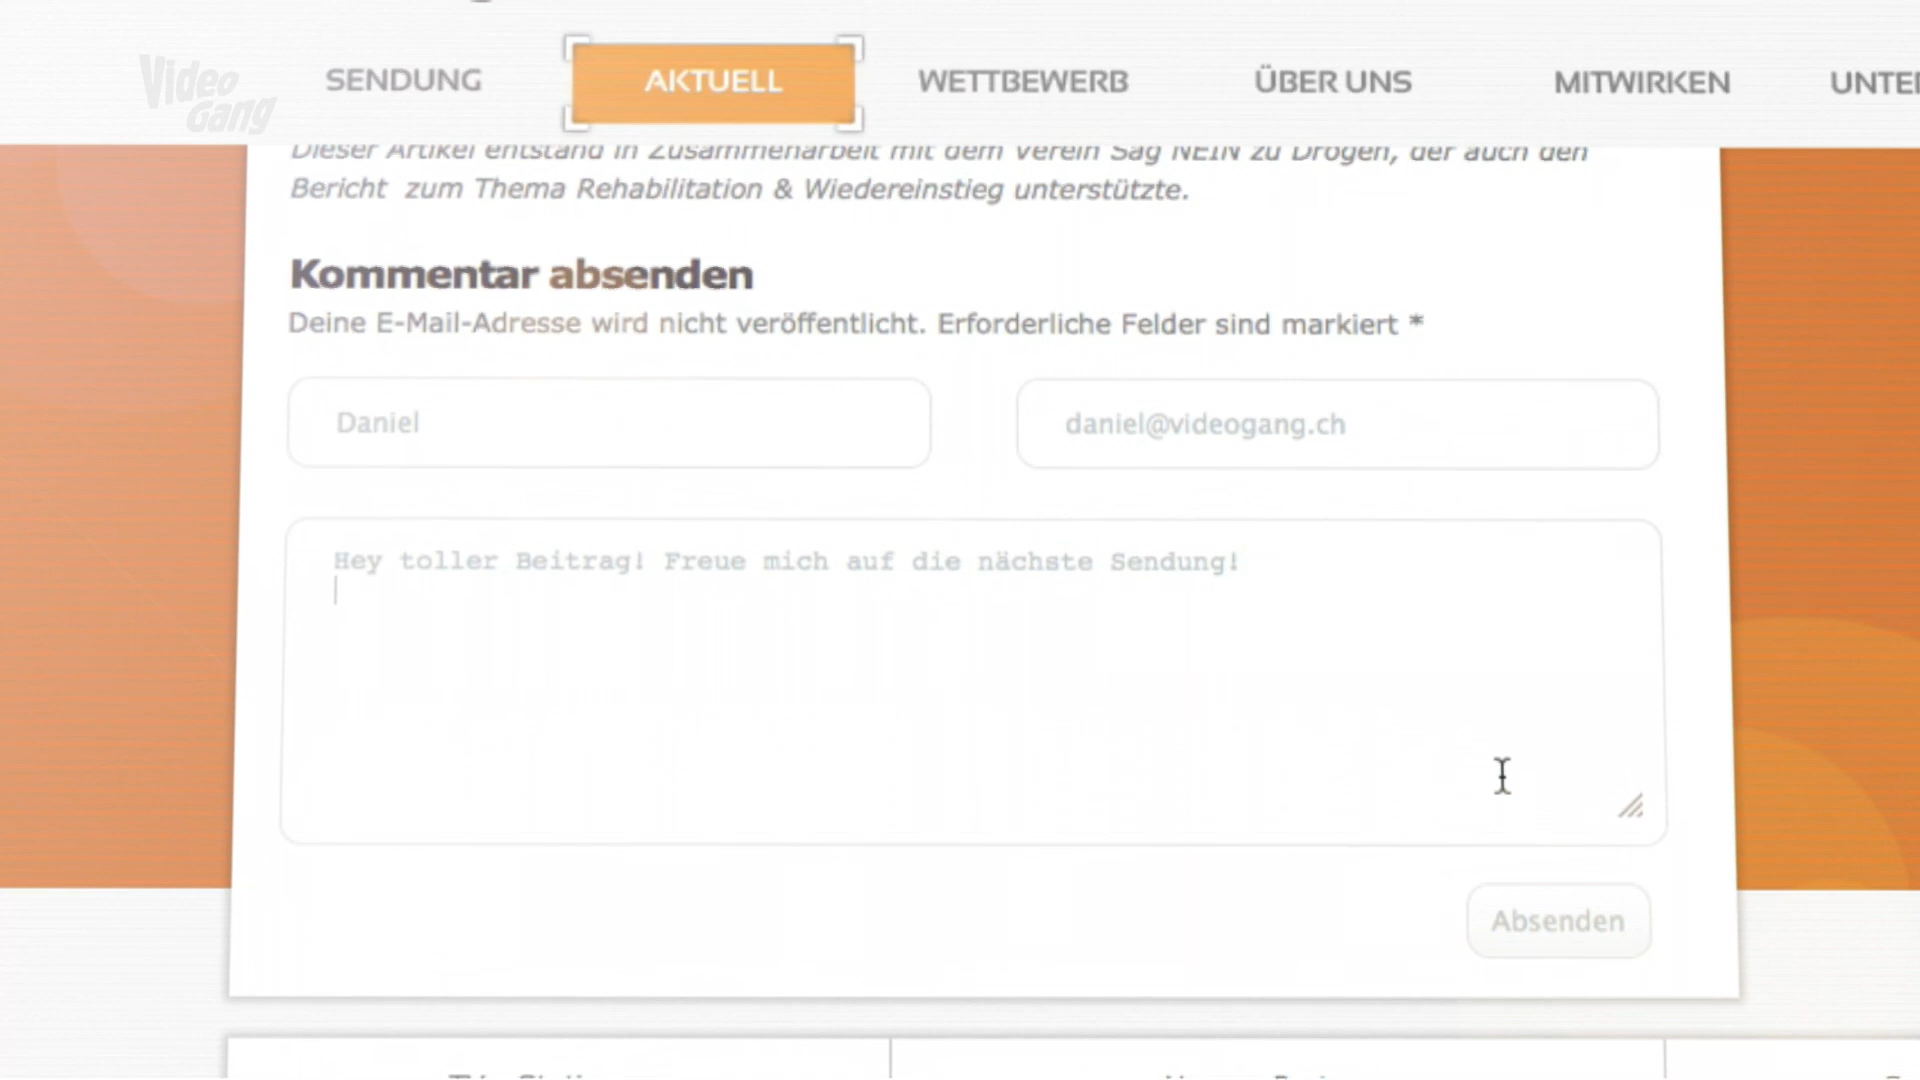 Video
Gang
SENDUNG
AKTUELL
WETTBEWERB
ÜBER UNS
MITWIRKEN
Dieser Artikel entstand in Zusammenarbeit mit dem Verein Sag NEIN zu Drogen, der auch den
Bericht zum Thema Rehabilitation & Wiedereinstieg unterstützte.
Kommentar absenden
Deine E-Mail-Adresse wird nicht veröffentlicht. Erforderliche Felder sind markiert *
Daniel
daniel@videogang.ch
Hey toller Beitrag! Freue mich auf die nächste Sendung!
Absenden